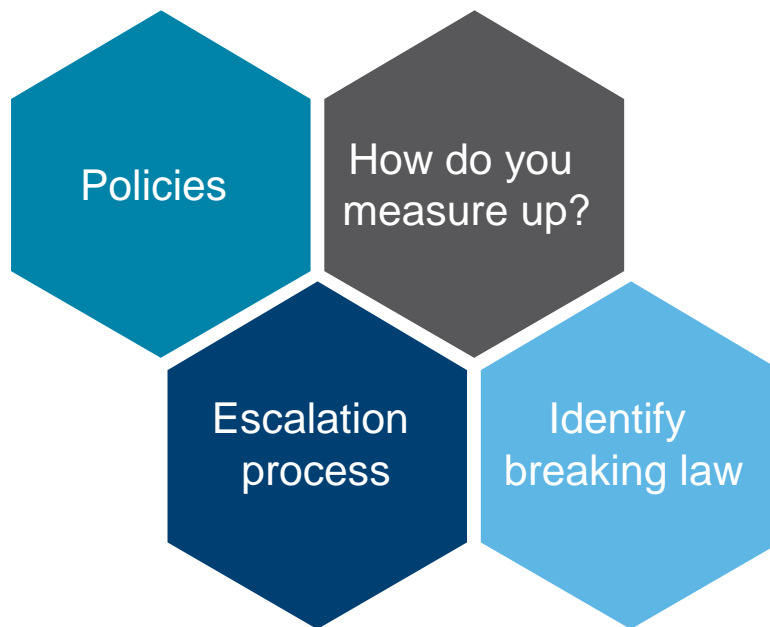 Policies
How do you
measure up?
Escalation
process
Identify
breaking law